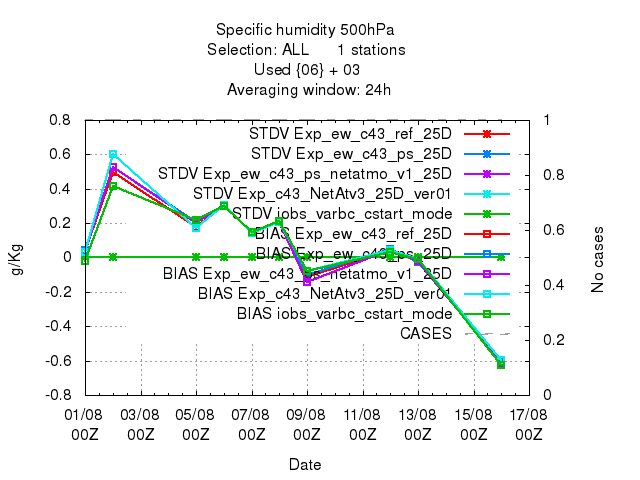 Specific humidity 500hPa
Selection: ALL 1 stations
Used {06} + 03
Averaging window: 24h
0.8 1
0.6 0.8
0.4 0.6
0.2 0.4
0 0.2
-0.2 0
-0.4
-0.6
-0.8
g/Kg
No cases
STDV Exp_ew_c43_ref_25D
STDV Exp_ew_c43_ps_25D
STDV Exp_ew_c43_ps_netatmo_v1_25D
STDV Exp_c43_NetAtv3_25D_ver01
STDV iobs_varbc_cstart_mode
BIAS Exp_ew_c43_ref_25D
BIAS Exp_ew_c43_ps_25D
BIAS Exp_ew_c43_ps_netatmo_v1_25D
BIAS Exp_c43_NetAtv3_25D_ver01
BIAS iobs_varbc_cstart_mode
CASES
01/08 03/08 05/08 07/08 09/08 11/08 13/08 15/08 17/08
00Z 00Z 00Z 00Z 00Z 00Z 00Z 00Z 00Z
Date